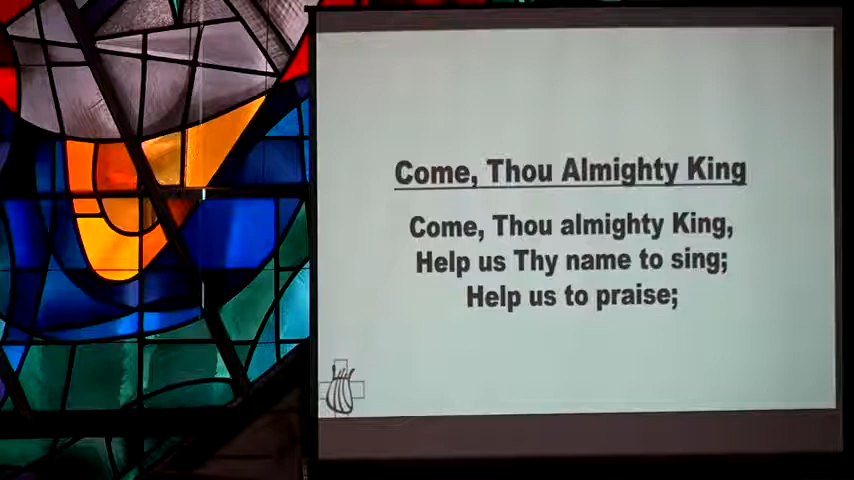 Come, Thou Almighty King
Come, Thou almighty King,
Help us Thy name to sing;
Help us to praise;